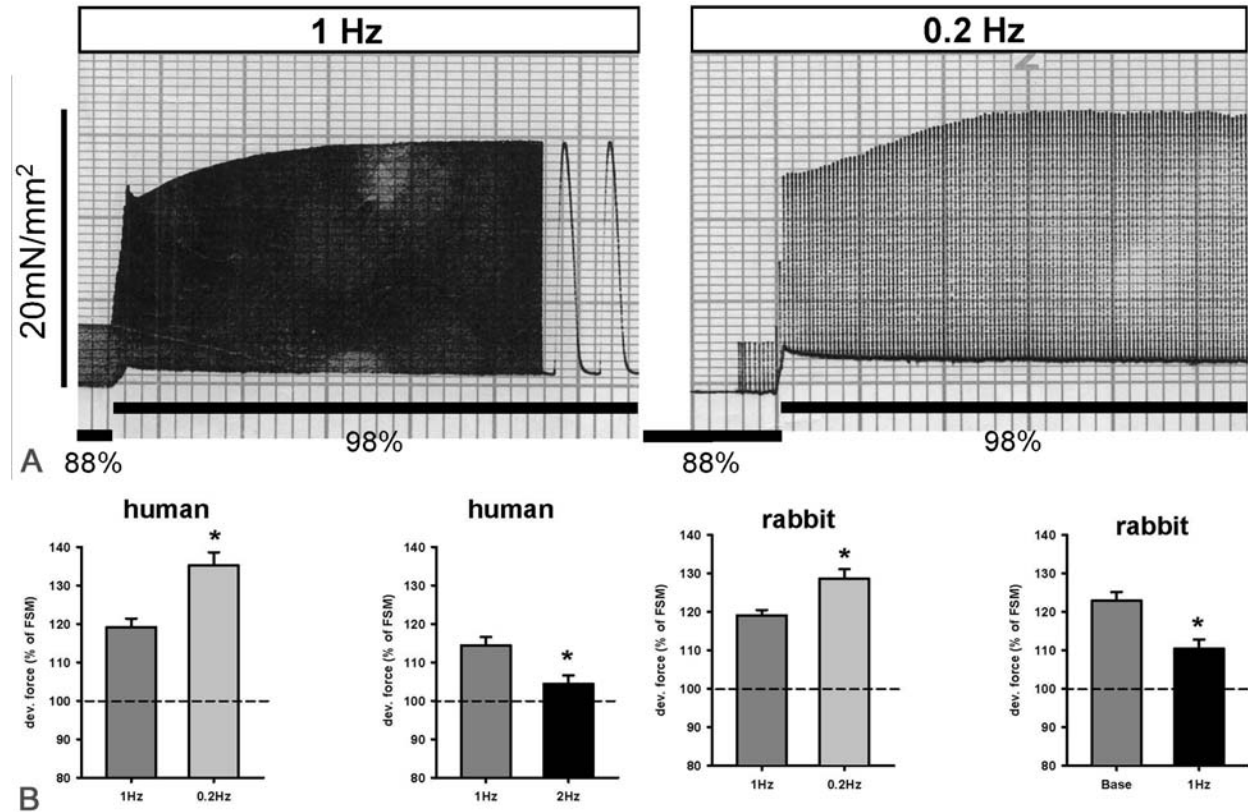 1 Hz
0.2 Hz
20mN/mm²
2
88%
98%
88%
98%
A
human
dev. force (% of FSM)
140
130
120
110
100
90
80
1Hz
0.2Hz
*
human
dev. force (% of FSM)
140
130
120
110
100
90
80
1Hz
2Hz
*
rabbit
dev. force (% of FSM)
140
130
120
110
100
90
80
1Hz
0.2Hz
*
rabbit
dev. force (% of FSM)
140
130
120
110
100
90
80
Base
1Hz
*
B